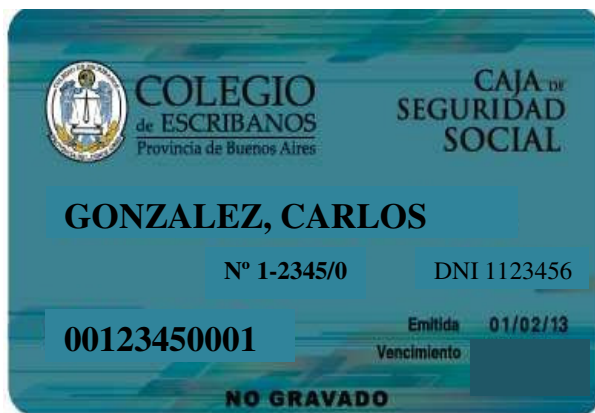 COLEGIO
de ESCRIBANOS
Provincia de Buenos Aires
CAJA DE
SEGURIDAD
SOCIAL
GONZALEZ, CARLOS
Nº 1-2345/0 DNI 1123456
00123450001
Emitida 01/02/13
Vencimiento
NO GRAVADO